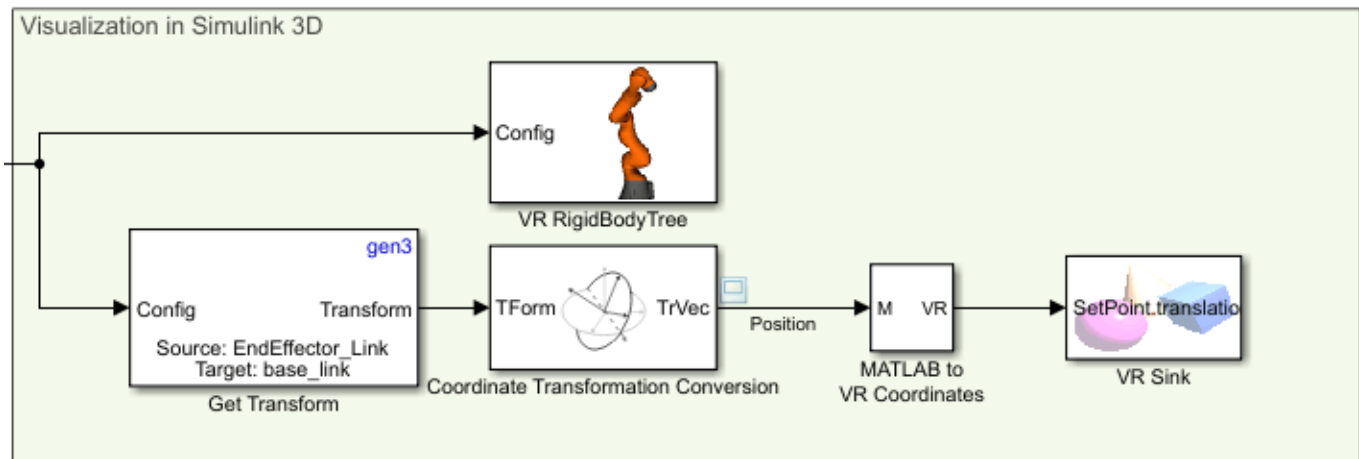 Visualization in Simulink 3D
Config
VR RigidBodyTree
gen3
Config
Transform
Source: EndEffector_Link
Target: base_link
Get Transform
TForm
TrVec
Coordinate Transformation Conversion
Position
M
VR
MATLAB to
VR Coordinates
SetPoint.translatio
VR Sink